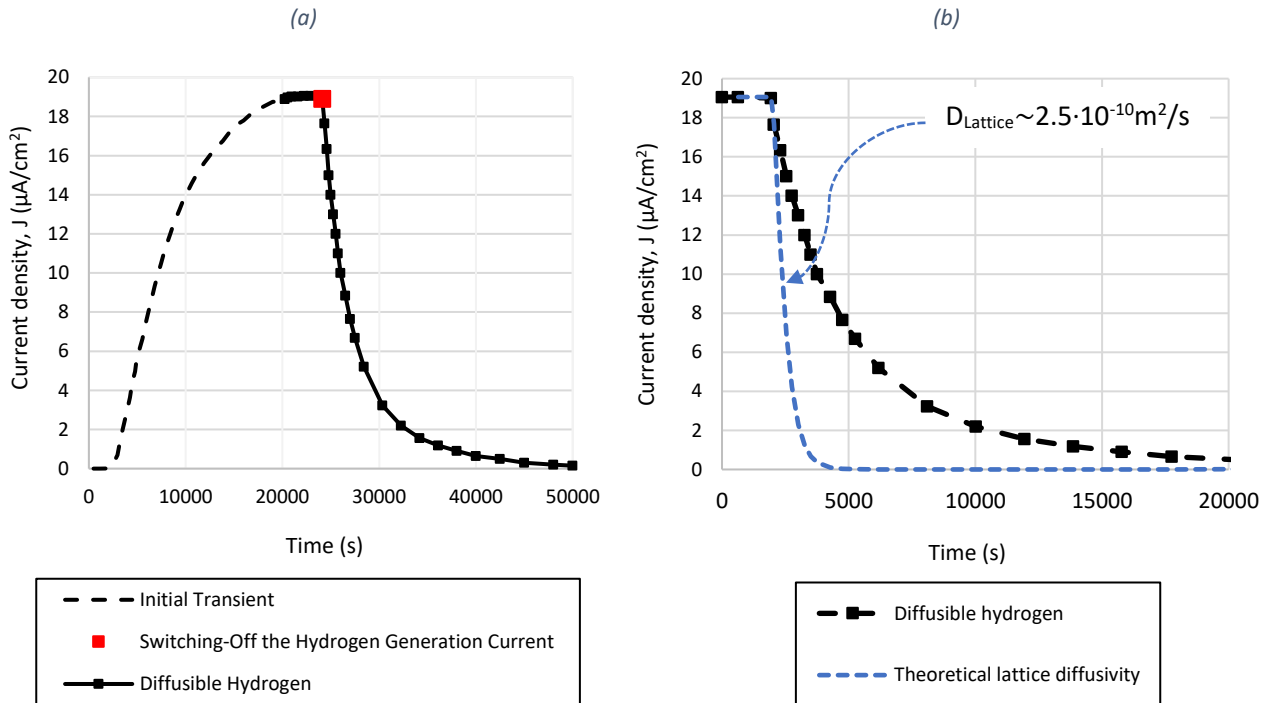 (a)
20
18
16
14
12
10
8
6
4
2
0
Current density, J (µA/cm²)
0 10000 20000 30000 40000 50000
Time (s)
Initial Transient
Switching-Off the Hydrogen Generation Current
Diffusible Hydrogen
(b)
20
18
16
14
12
10
8
6
4
2
0
Current density, J (µA/cm²)
D_Lattice~2.5·10⁻¹⁰m²/s
0 5000 10000 15000 20000
Time (s)
Diffusible hydrogen
Theoretical lattice diffusivity